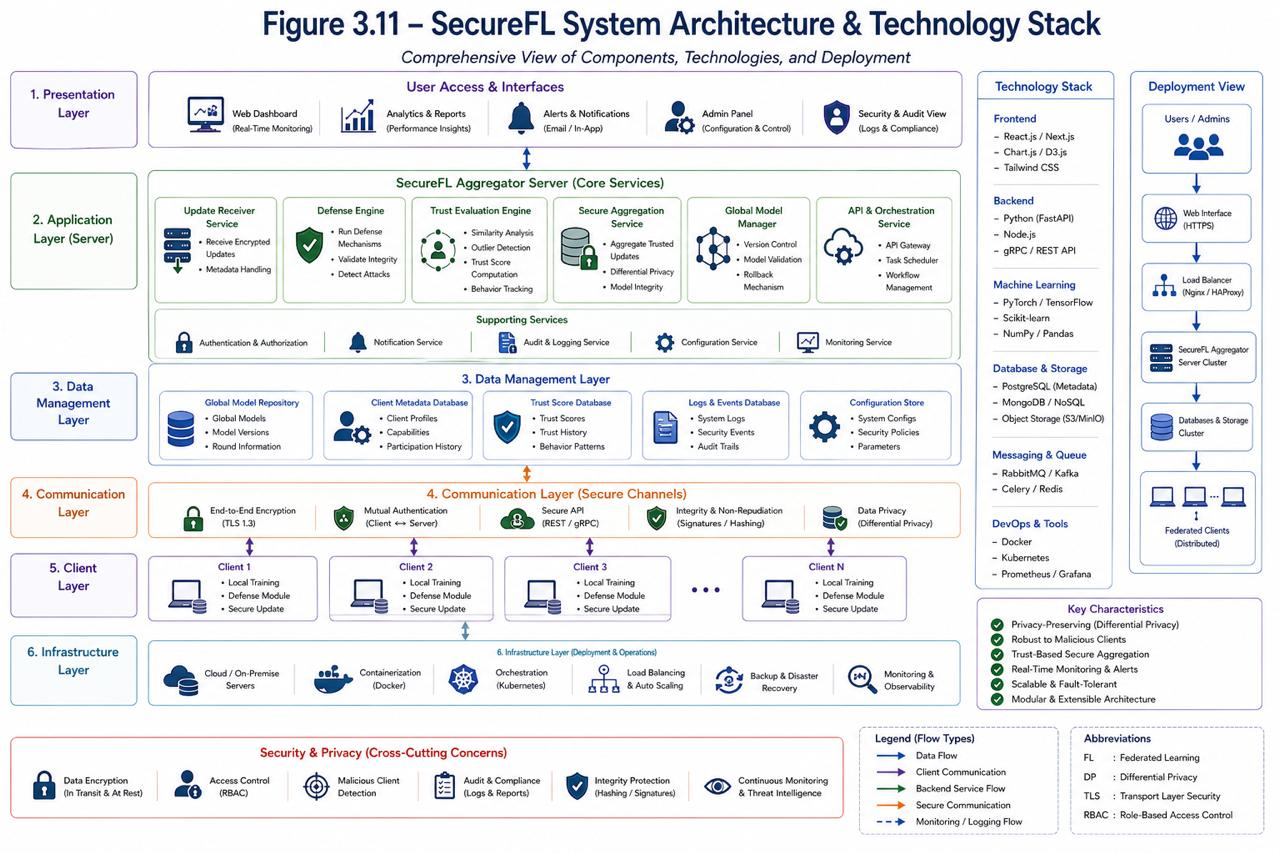 Figure 3.11 – SecureFL System Architecture & Technology Stack
Comprehensive View of Components, Technologies, and Deployment
1. Presentation
Layer
User Access & Interfaces
Web Dashboard
(Real-Time Monitoring)
Analytics & Reports
(Performance Insights)
Alerts & Notifications
(Email / In-App)
Admin Panel
(Configuration & Control)
Security & Audit View
(Logs & Compliance)
2. Application
Layer (Server)
SecureFL Aggregator Server (Core Services)
Update Receiver
Service
• Receive Encrypted
Updates
• Metadata Handling
Defense Engine
• Run Defense
Mechanisms
• Validate Integrity
• Detect Attacks
Trust Evaluation Engine
• Similarity Analysis
• Outlier Detection
• Trust Score
Computation
• Behavior Tracking
Secure Aggregation
Service
• Aggregate Trusted
Updates
• Differential Privacy
• Model Integrity
Global Model
Manager
• Version Control
• Model Validation
• Rollback
Mechanism
API & Orchestration
Service
• API Gateway
• Task Scheduler
• Workflow
Management
Supporting Services
Authentication & Authorization
Notification Service
Audit & Logging Service
Configuration Service
Monitoring Service
3. Data
Management
Layer
3. Data Management Layer
Global Model Repository
• Global Models
• Model Versions
• Round Information
Client Metadata Database
• Client Profiles
• Capabilities
• Participation History
Trust Score Database
• Trust Scores
• Trust History
• Behavior Patterns
Logs & Events Database
• System Logs
• Security Events
• Audit Trails
Configuration Store
• System Configs
• Security Policies
• Parameters
4. Communication
Layer
4. Communication Layer (Secure Channels)
End-to-End Encryption
(TLS 1.3)
Mutual Authentication
(Client ↔ Server)
Secure API
(REST / gRPC)
Integrity & Non-Repudiation
(Signatures / Hashing)
Data Privacy
(Differential Privacy)
5. Client
Layer
Client 1
• Local Training
• Defense Module
• Secure Update
Client 2
• Local Training
• Defense Module
• Secure Update
Client 3
• Local Training
• Defense Module
• Secure Update
• • •
Client N
• Local Training
• Defense Module
• Secure Update
6. Infrastructure
Layer
6. Infrastructure Layer (Deployment & Operations)
Cloud / On-Premise
Servers
Containerization
(Docker)
Orchestration
(Kubernetes)
Load Balancing
& Auto Scaling
Backup & Disaster
Recovery
Monitoring &
Observability
Security & Privacy (Cross-Cutting Concerns)
Data Encryption
(In Transit & At Rest)
Access Control
(RBAC)
Malicious Client
Detection
Audit & Compliance
(Logs & Reports)
Integrity Protection
(Hashing / Signatures)
Continuous Monitoring
& Threat Intelligence
Technology Stack
Frontend
– React.js / Next.js
– Chart.js / D3.js
– Tailwind CSS
Backend
– Python (FastAPI)
– Node.js
– gRPC / REST API
Machine Learning
– PyTorch / TensorFlow
– Scikit-learn
– NumPy / Pandas
Database & Storage
– PostgreSQL (Metadata)
– MongoDB / NoSQL
– Object Storage (S3/MinIO)
Messaging & Queue
– RabbitMQ / Kafka
– Celery / Redis
DevOps & Tools
– Docker
– Kubernetes
– Prometheus / Grafana
Deployment View
Users / Admins
Web Interface
(HTTPS)
Load Balancer
(Nginx / HAProxy)
SecureFL Aggregator
Server Cluster
Databases & Storage
Cluster
...
Federated Clients
(Distributed)
Key Characteristics
Privacy-Preserving (Differential Privacy)
Robust to Malicious Clients
Trust-Based Secure Aggregation
Real-Time Monitoring & Alerts
Scalable & Fault-Tolerant
Modular & Extensible Architecture
Legend (Flow Types)
Data Flow
Client Communication
Backend Service Flow
Secure Communication
Monitoring / Logging Flow
Abbreviations
FL : Federated Learning
DP : Differential Privacy
TLS : Transport Layer Security
RBAC : Role-Based Access Control